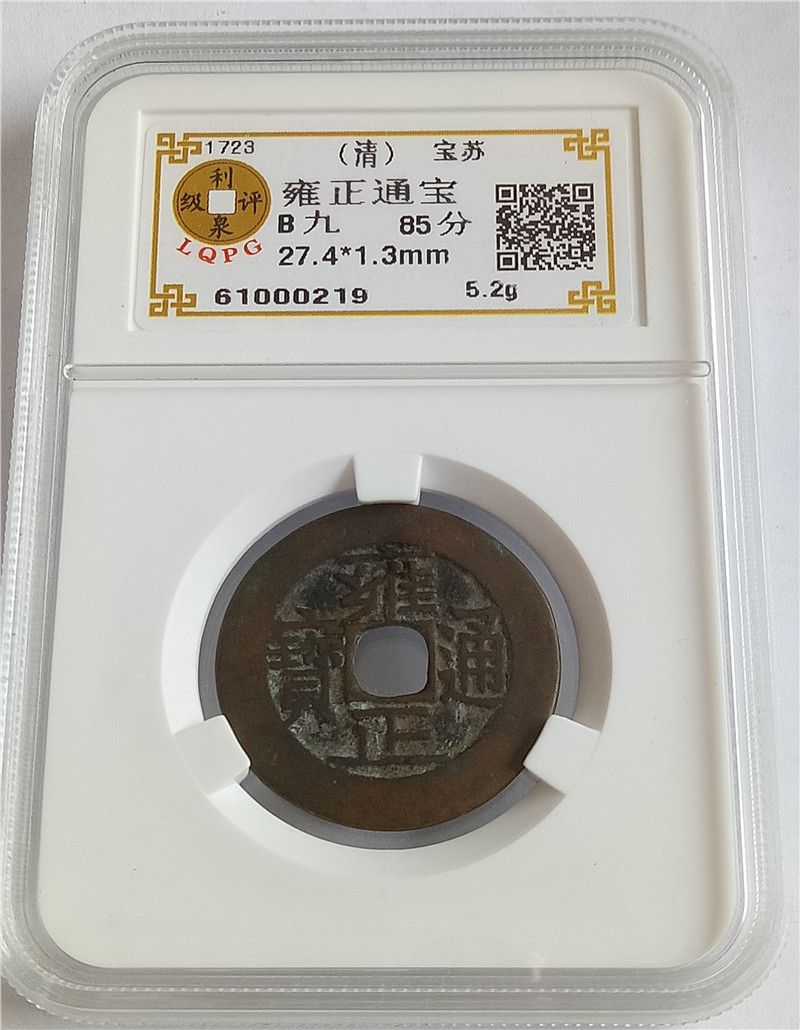 1723 (清) 宝苏
利泉评级
LQPG
雍正通宝
B九 85分
27.4*1.3mm
61000219 5.2g
雍正通寶